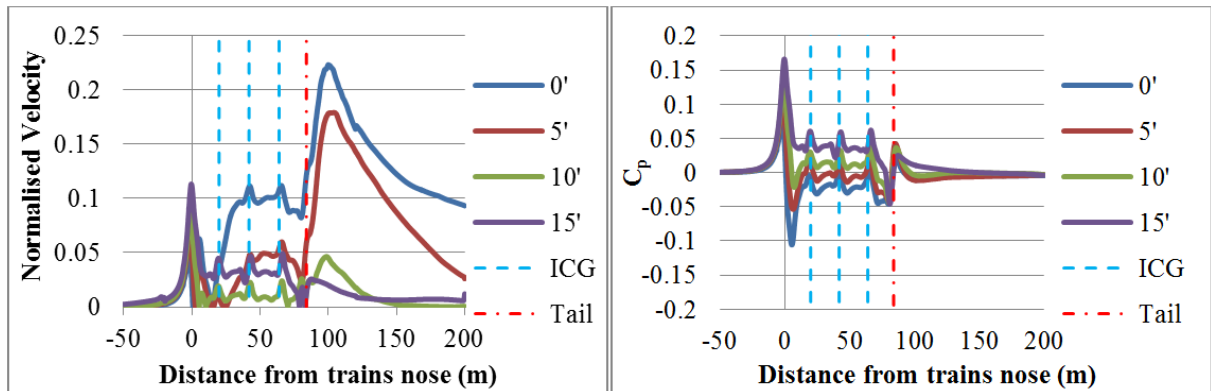 Normalised Velocity
0.25
0.2
0.15
0.1
0.05
0
-50 0 50 100 150 200
Distance from trains nose (m)
0'
5'
10'
15'
ICG
Tail
Cp
0.2
0.15
0.1
0.05
0
-0.05
-0.1
-0.15
-0.2
-50 0 50 100 150 200
Distance from trains nose (m)
0'
5'
10'
15'
ICG
Tail